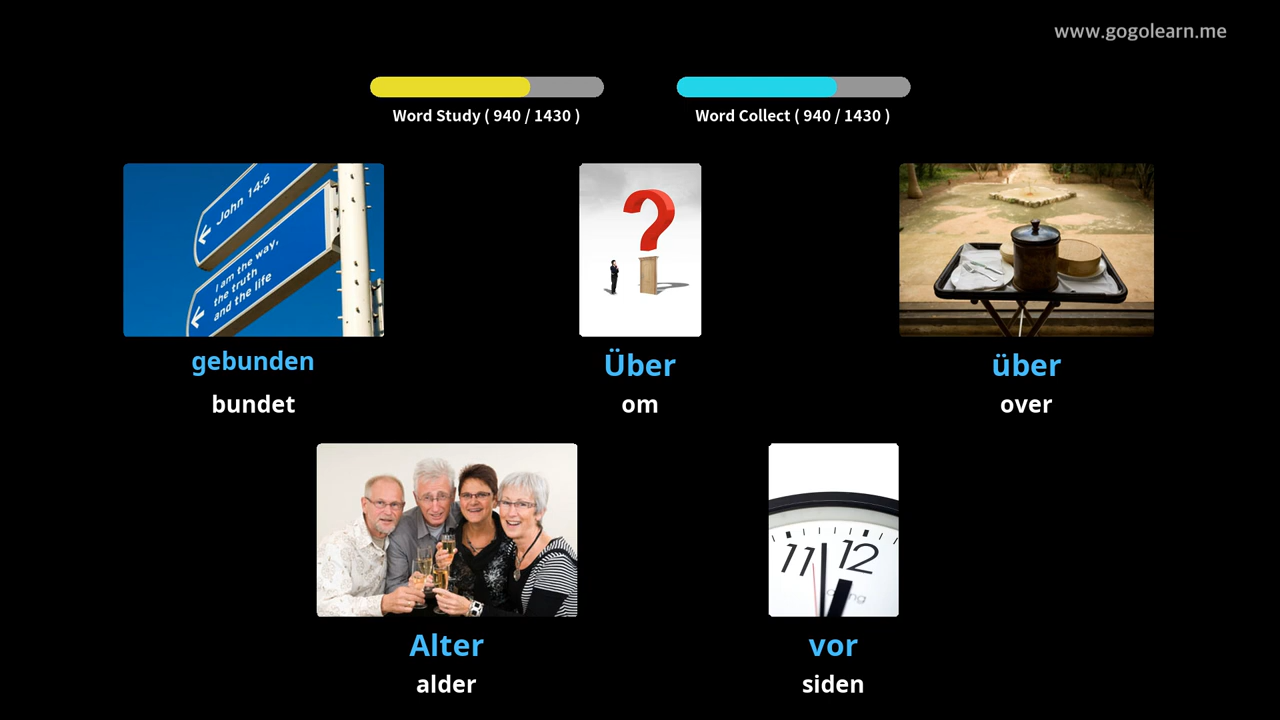 www.gogolearn.me
Word Study ( 940 / 1430 )
Word Collect ( 940 / 1430 )
John 14:6
I am the way,
the truth
and the life
gebunden
bundet
Über
om
über
over
11 12
Alter
alder
vor
siden